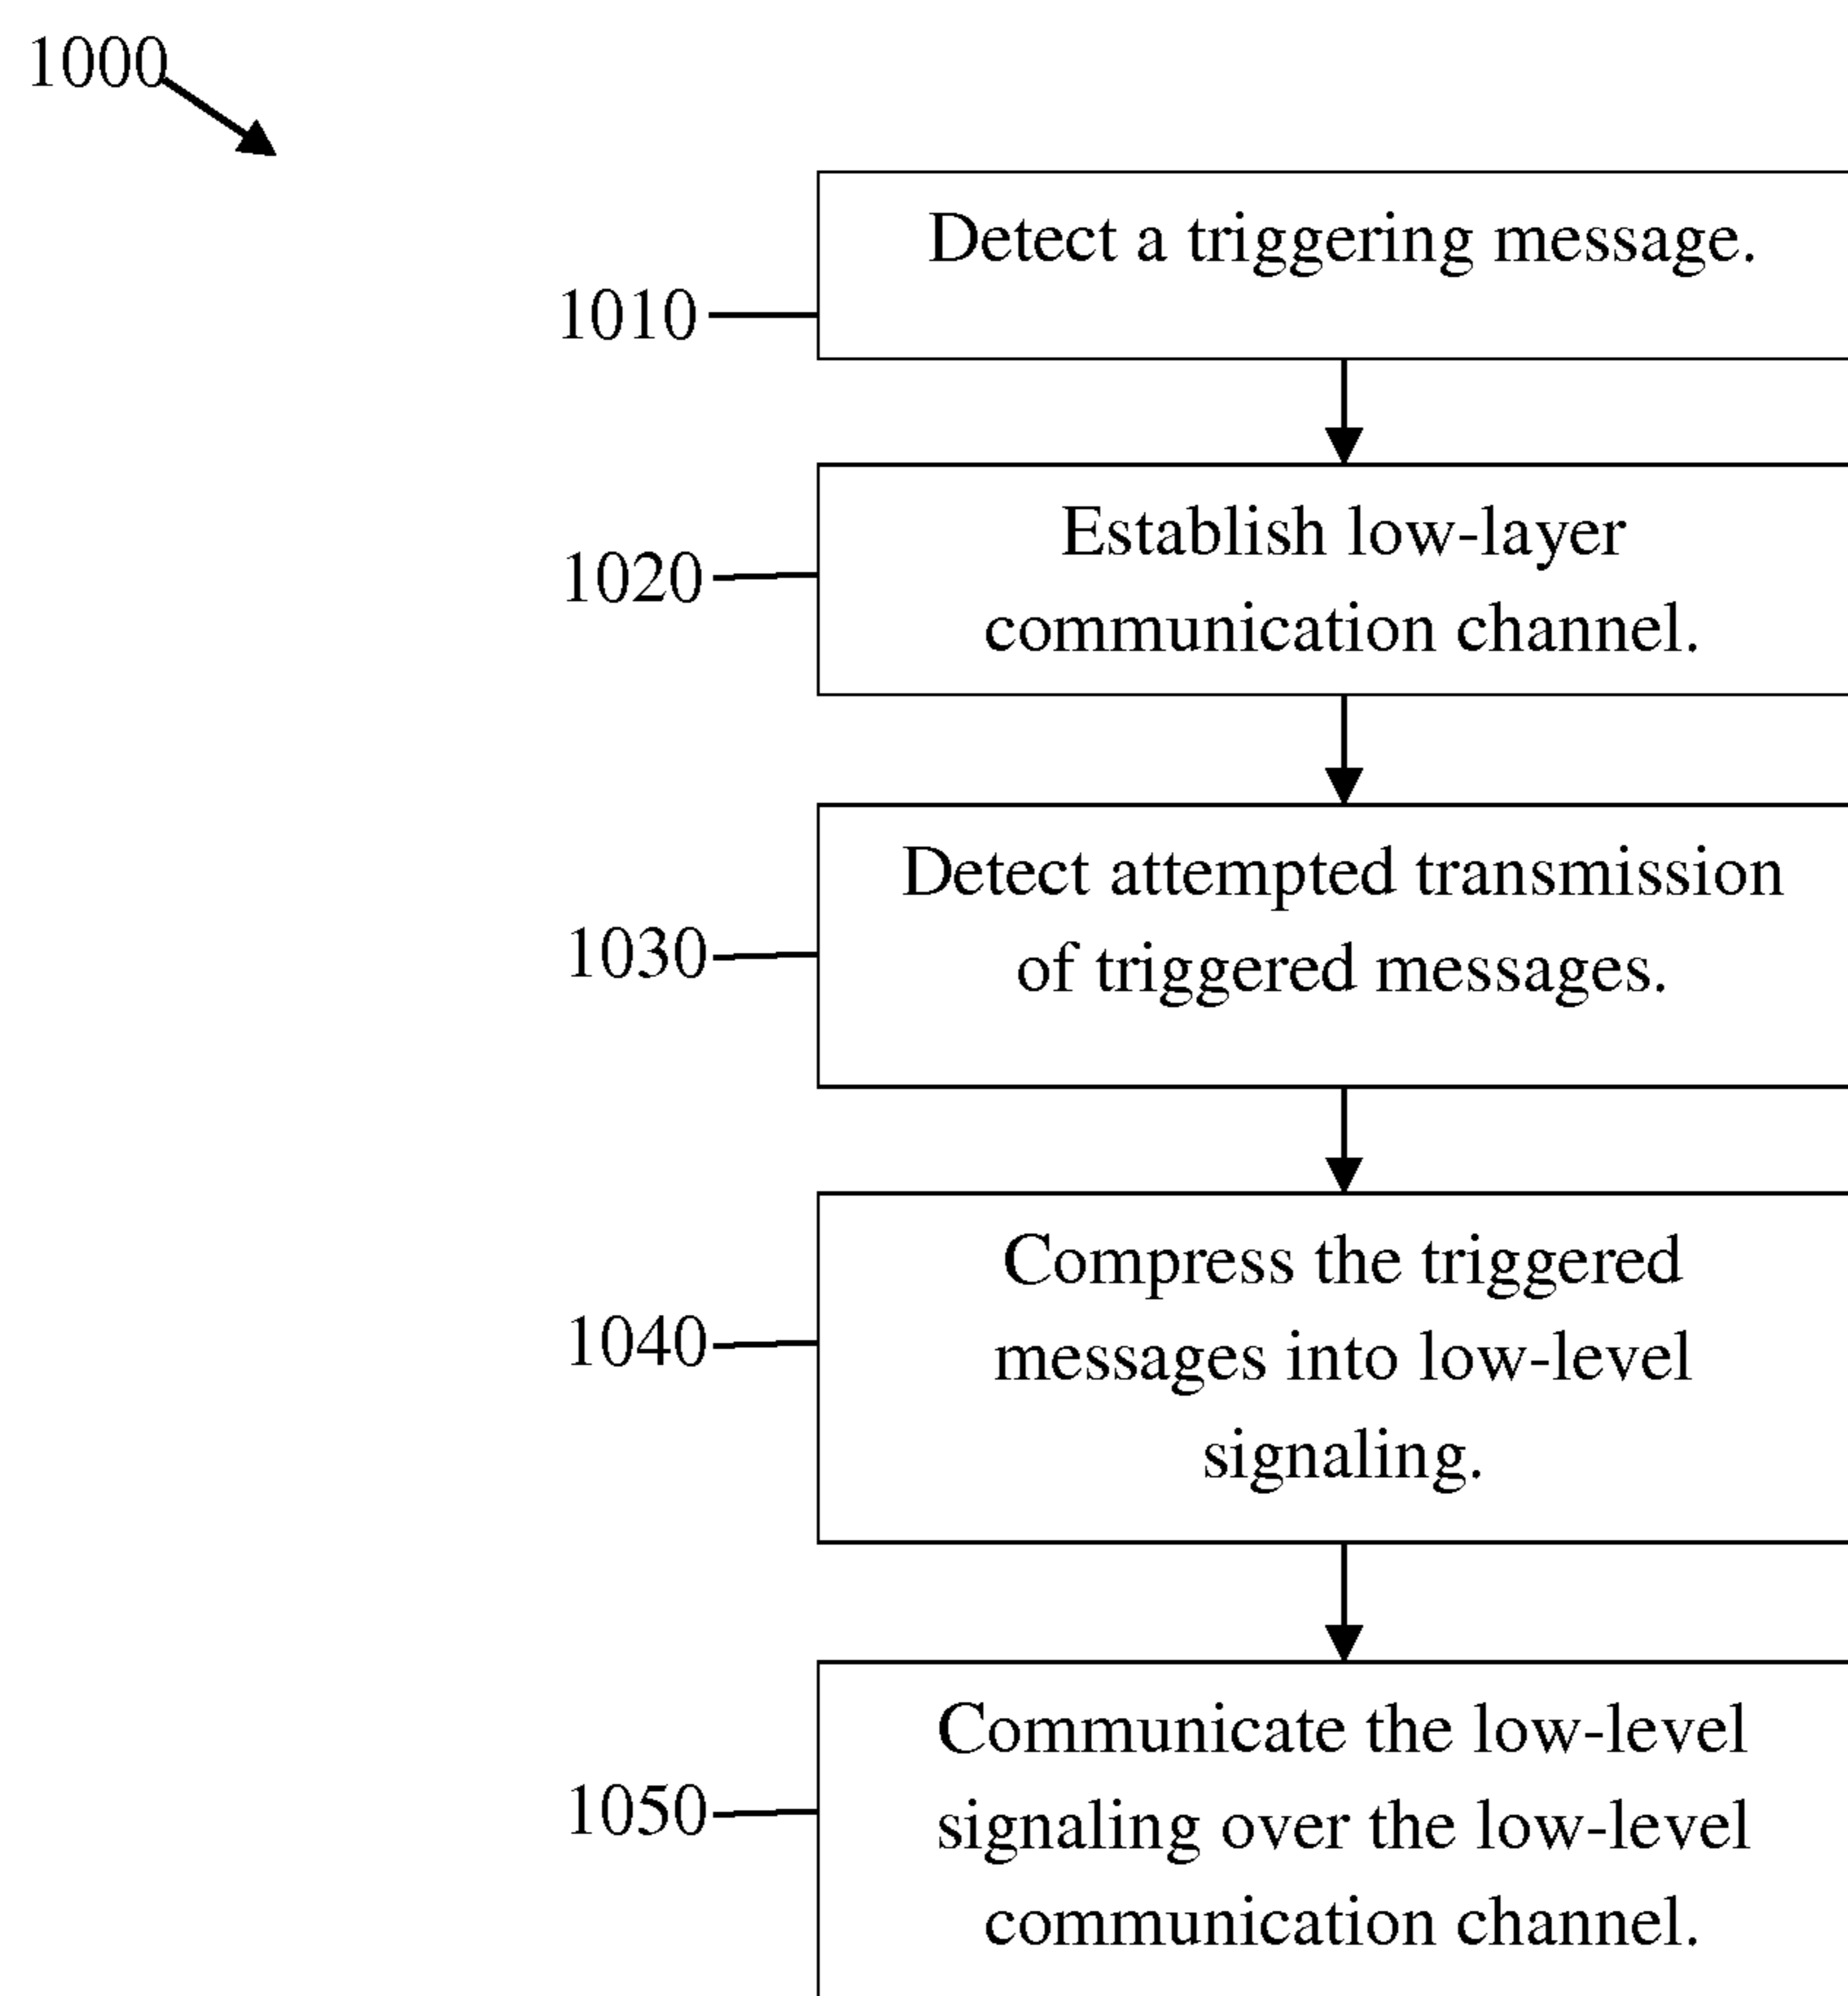 1000
Detect a triggering message.
1010
Establish low-layer
communication channel.
1020
Detect attempted transmission
of triggered messages.
1030
Compress the triggered
messages into low-level
signaling.
1040
Communicate the low-level
signaling over the low-level
communication channel.
1050